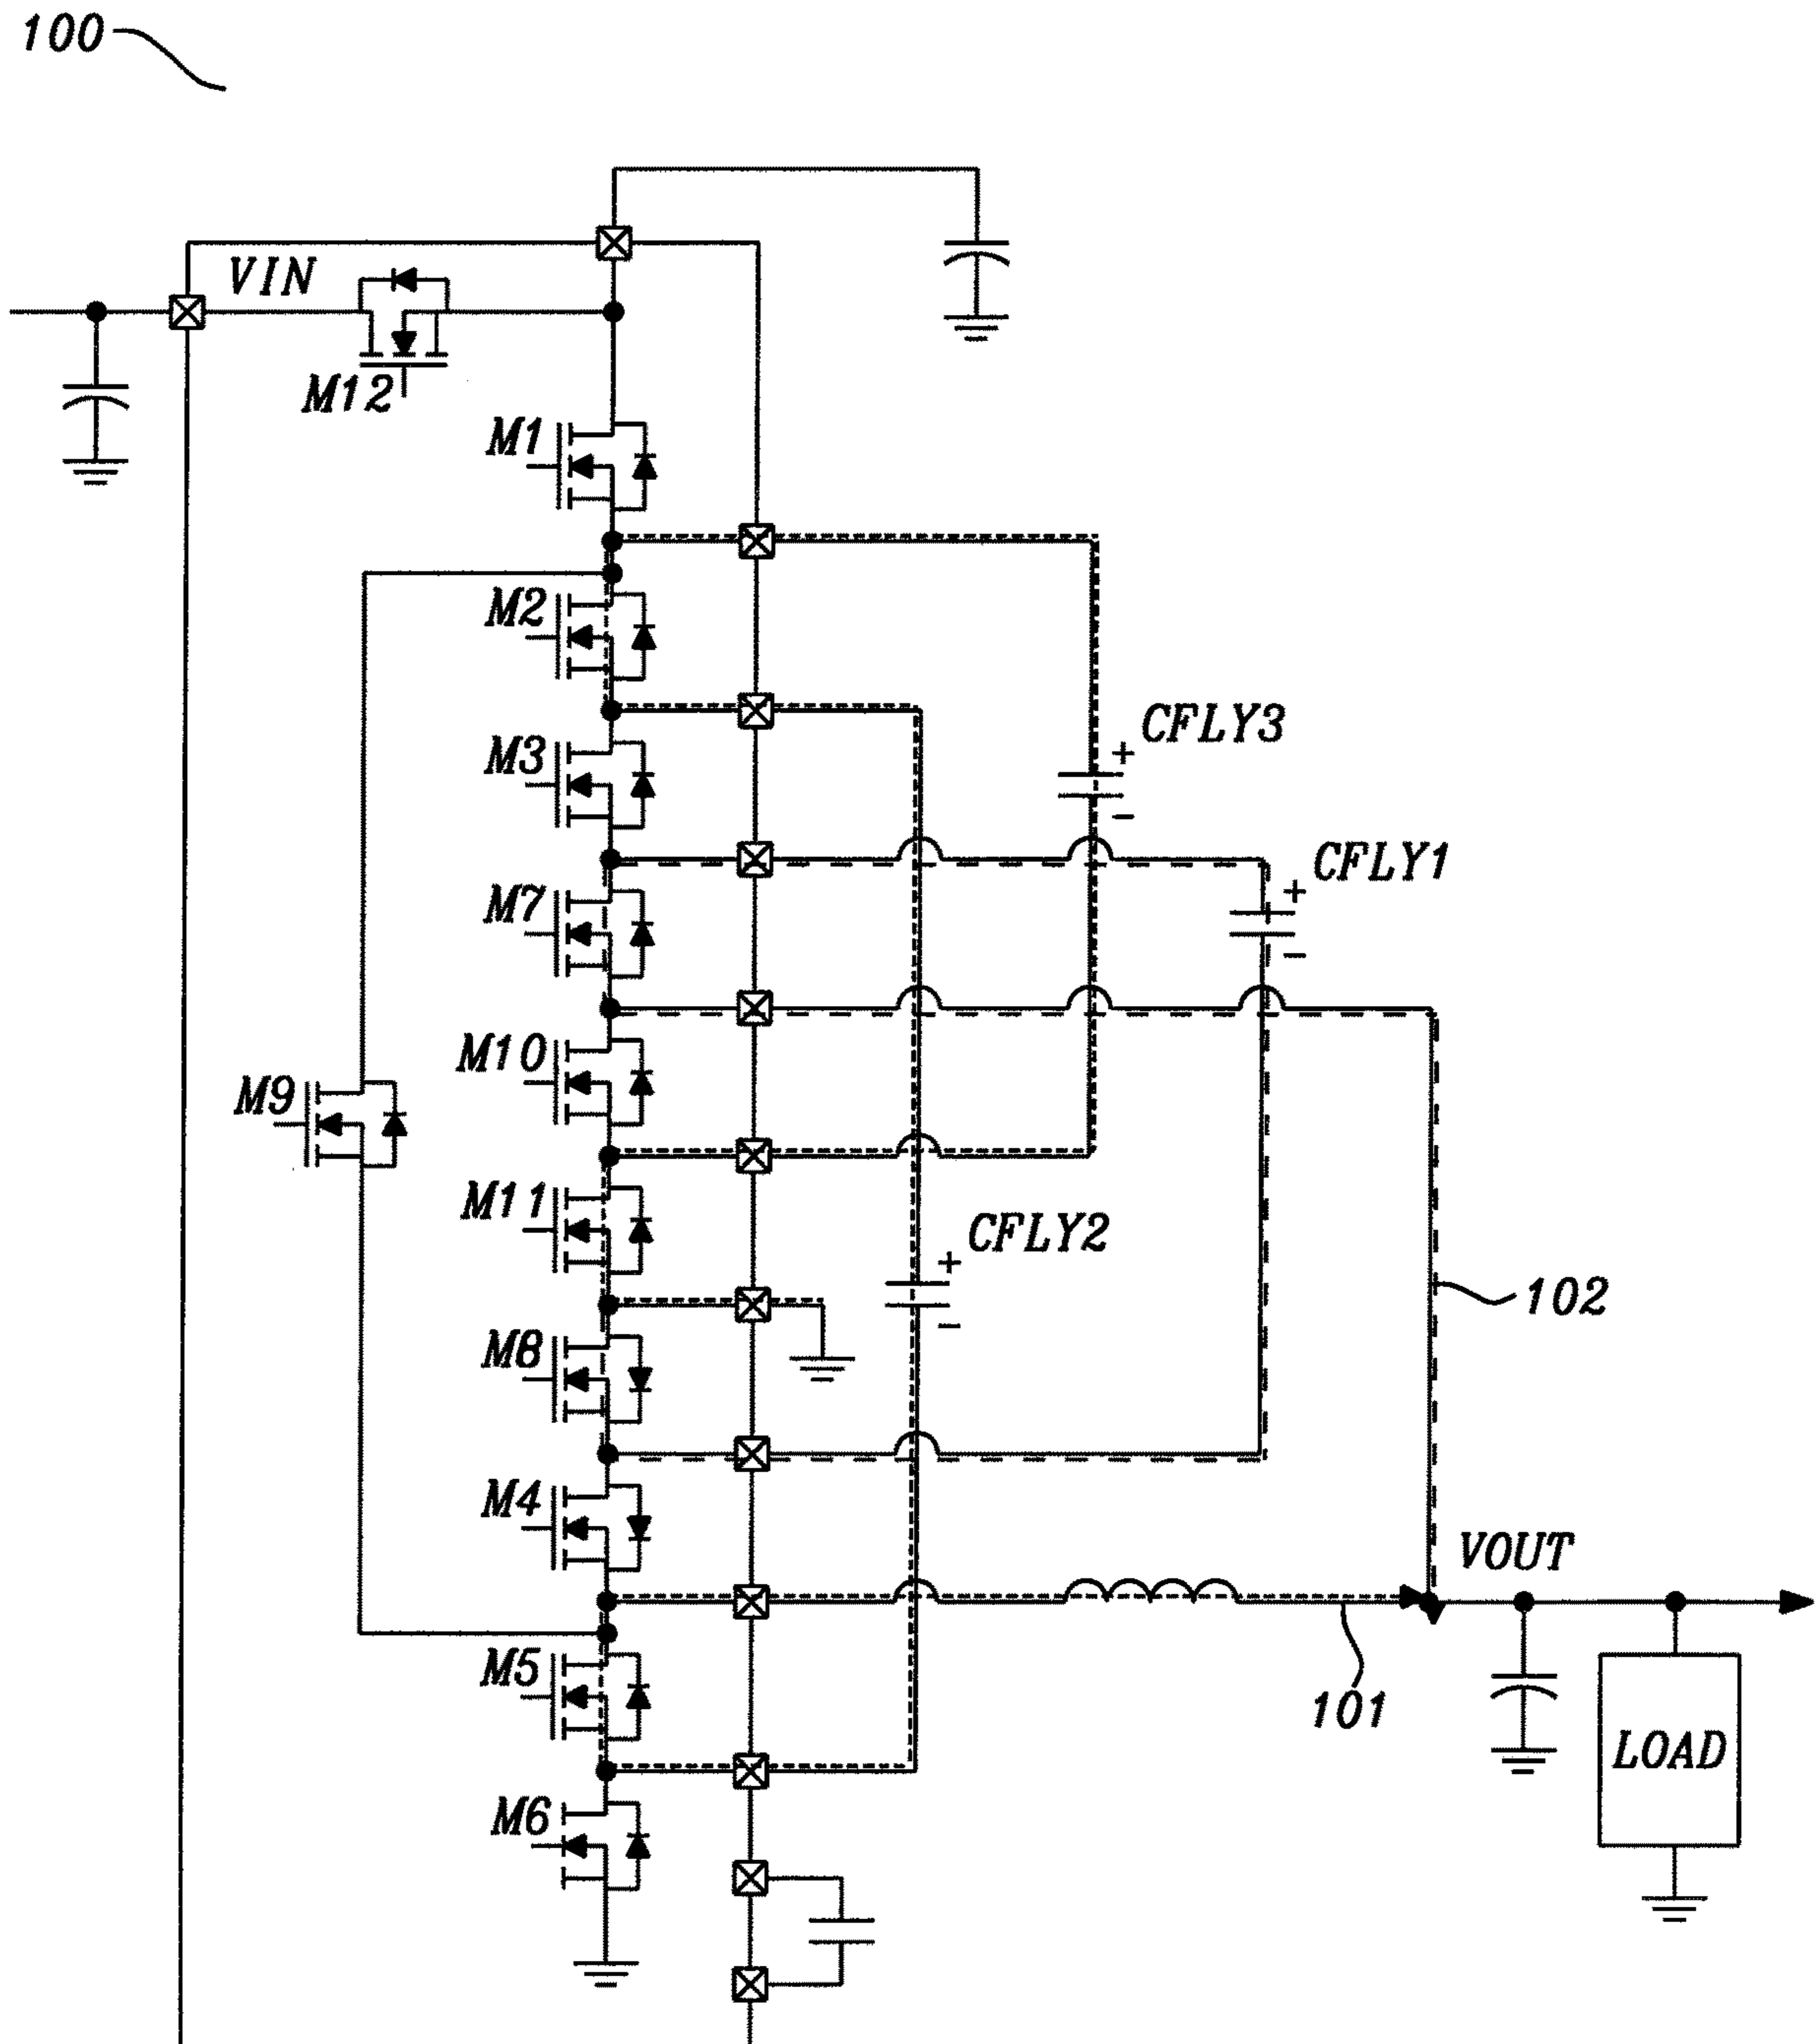 100
VIN
M12
M1
M2
CFLY3
+
-
M3
CFLY1
+
-
M7
M10
M9
M11
CFLY2
+
-
102
M8
M4
VOUT
M5
101
LOAD
M6